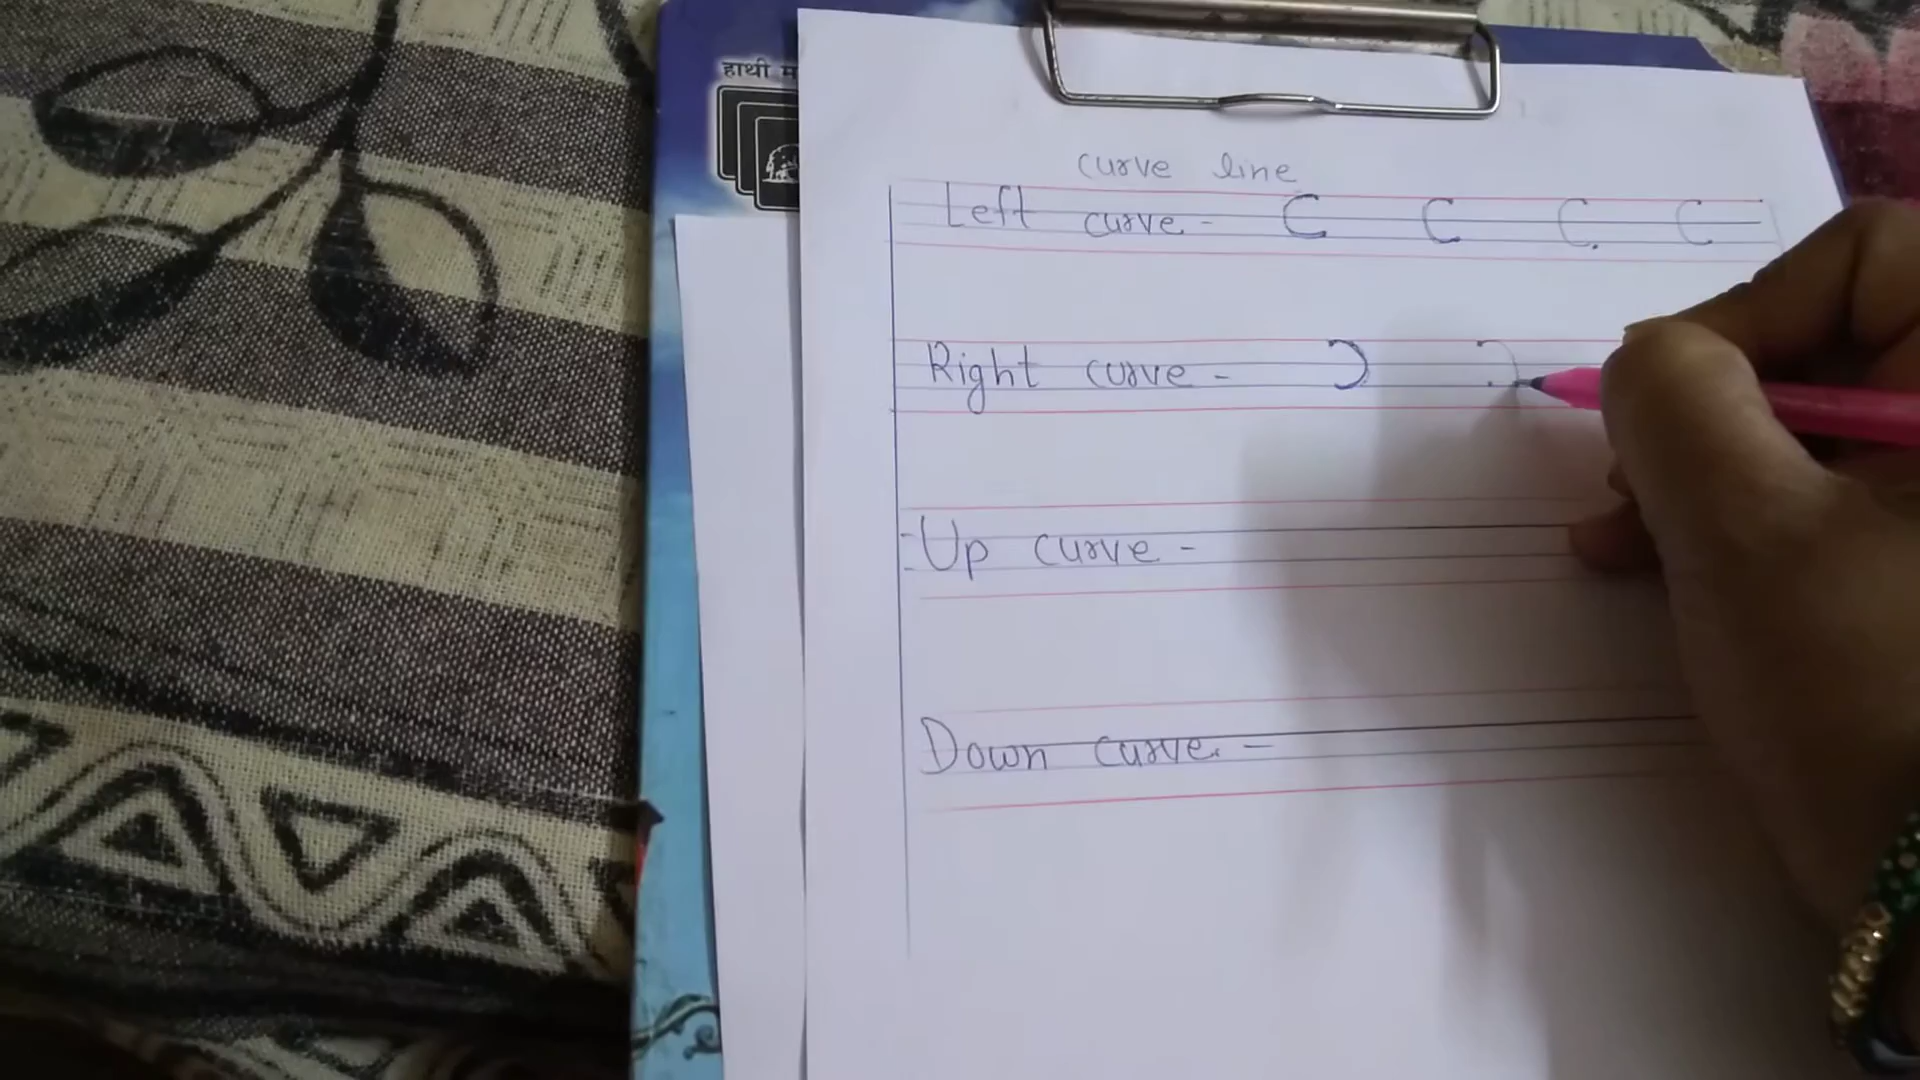 हाथी
curve line
Left curve - C C C C
Right curve -
Up curve -
Down curve. -